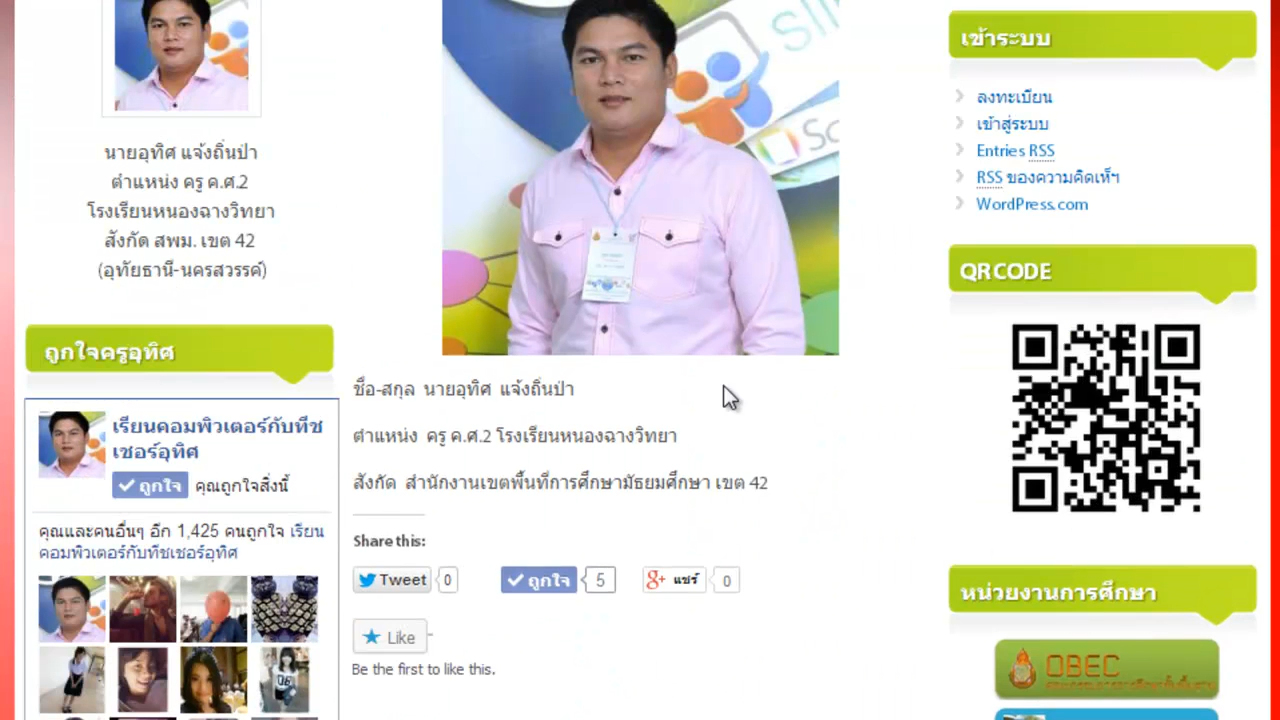 นายอุทิศ แจ้งถิ่นป่า
ตำแหน่ง ครู ค.ศ.2
โรงเรียนหนองฉางวิทยา
สังกัด สพม. เขต 42
(อุทัยธานี-นครสวรรค์)
ถูกใจครูอุทิศ
เรียนคอมพิวเตอร์กับทีช
เชอร์อุทิศ
ถูกใจ คุณถูกใจสิ่งนี้
คุณและคนอื่นๆ อีก 1,425 คนถูกใจ เรียน
คอมพิวเตอร์กับทีชเชอร์อุทิศ
ชื่อ-สกุล นายอุทิศ แจ้งถิ่นป่า
ตำแหน่ง ครู ค.ศ.2 โรงเรียนหนองฉางวิทยา
สังกัด สำนักงานเขตพื้นที่การศึกษามัธยมศึกษา เขต 42
Share this:
Tweet 0 ถูกใจ 5 แชร์ 0
Like
Be the first to like this.
เข้าระบบ
ลงทะเบียน
เข้าสู่ระบบ
Entries RSS
RSS ของความคิดเห็น
WordPress.com
QR CODE
หน่วยงานการศึกษา
OBEC